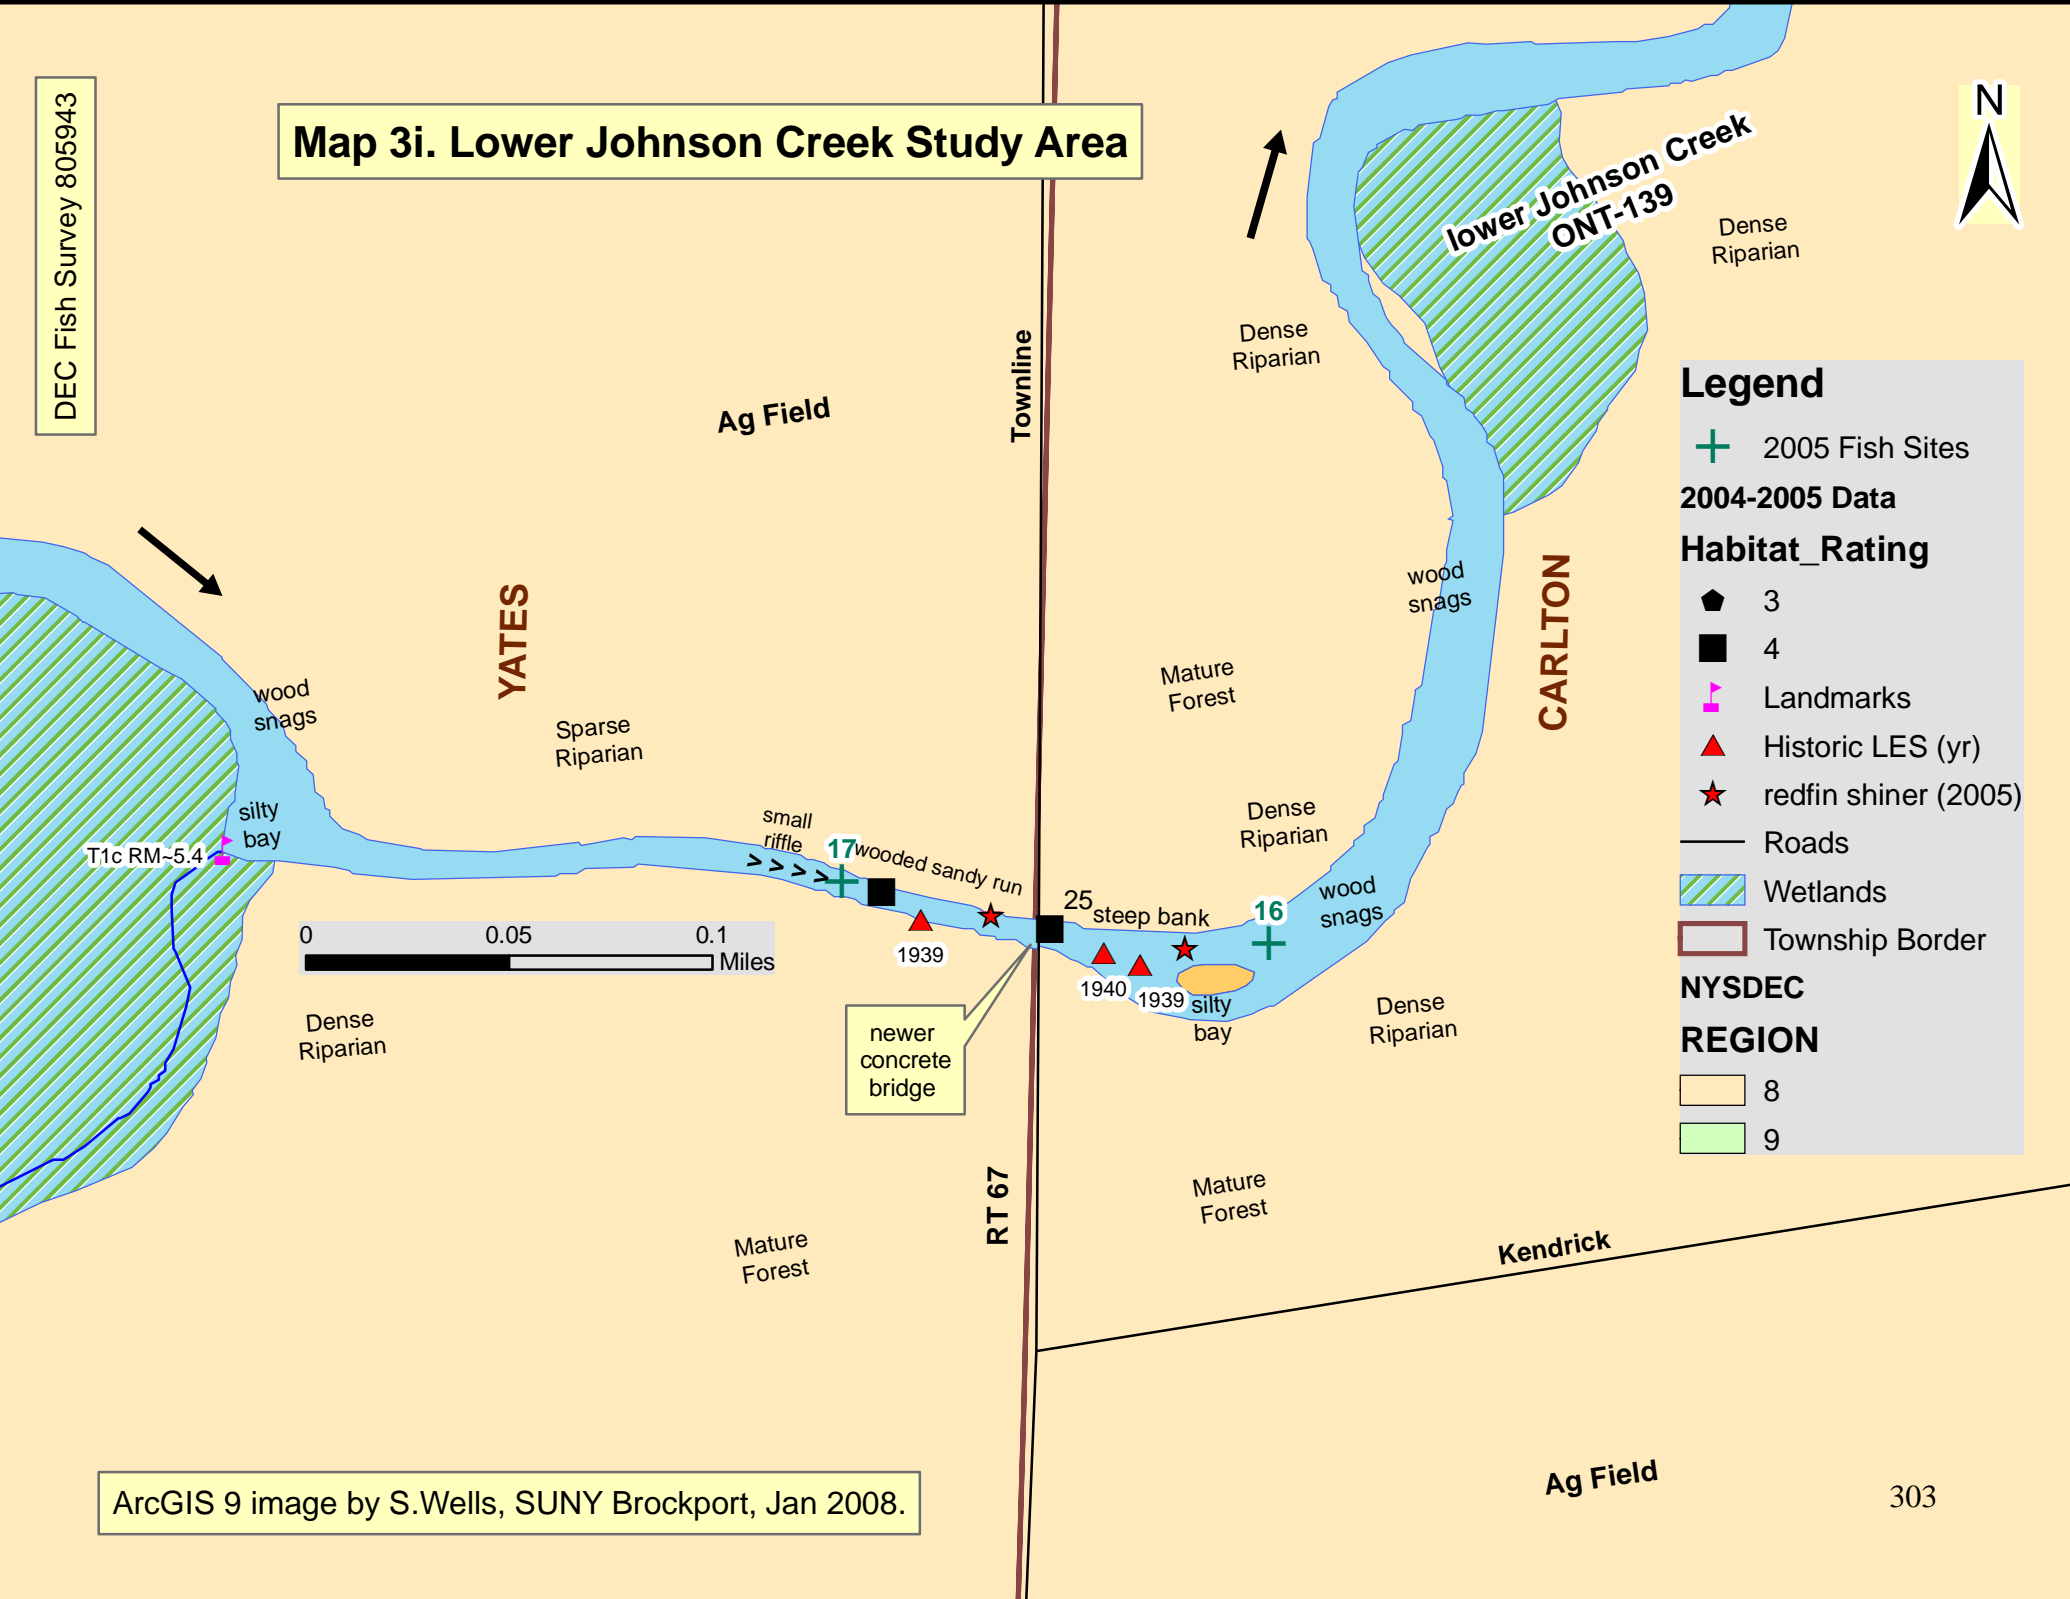 DEC Fish Survey 805943
Map 3i. Lower Johnson Creek Study Area
N
lower Johnson Creek
ONT-139
Dense
Riparian
Dense
Riparian
Townline
Ag Field
Legend
2005 Fish Sites
2004-2005 Data
Habitat_Rating
3
4
Landmarks
Historic LES (yr)
redfin shiner (2005)
Roads
Wetlands
Township Border
NYSDEC
REGION
8
9
YATES
CARLTON
wood
snags
wood
snags
Mature
Forest
Sparse
Riparian
silty
bay
T1c RM~5.4
small
riffle
> > > >
17
wooded sandy run
25
steep bank
16
Dense
Riparian
wood
snags
1939
1940
1939
silty
bay
0 0.05 0.1
Miles
Dense
Riparian
newer
concrete
bridge
Dense
Riparian
RT 67
Mature
Forest
Mature
Forest
Kendrick
Ag Field
ArcGIS 9 image by S.Wells, SUNY Brockport, Jan 2008.
303